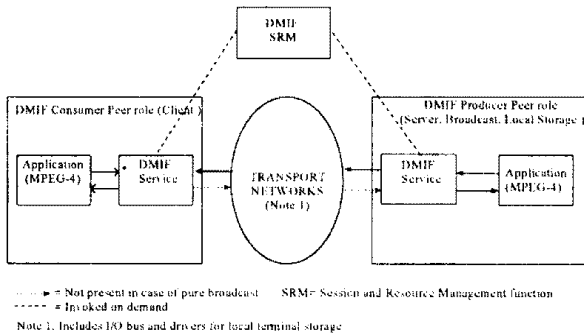 DMIF
SRM
DMIF Consumer Peer role (Client )
DMIF Producer Peer role
(Server, Broadcast, Local Storage )
Application
(MPEG-4)
DMIF
Service
TRANSPORT
NETWORKS
(Note 1)
DMIF
Service
Application
(MPEG-4)
= Not present in case of pure broadcast SRM= Session and Resource Management function
= Invoked on demand
Note 1. Includes I/O bus and drivers for local terminal storage